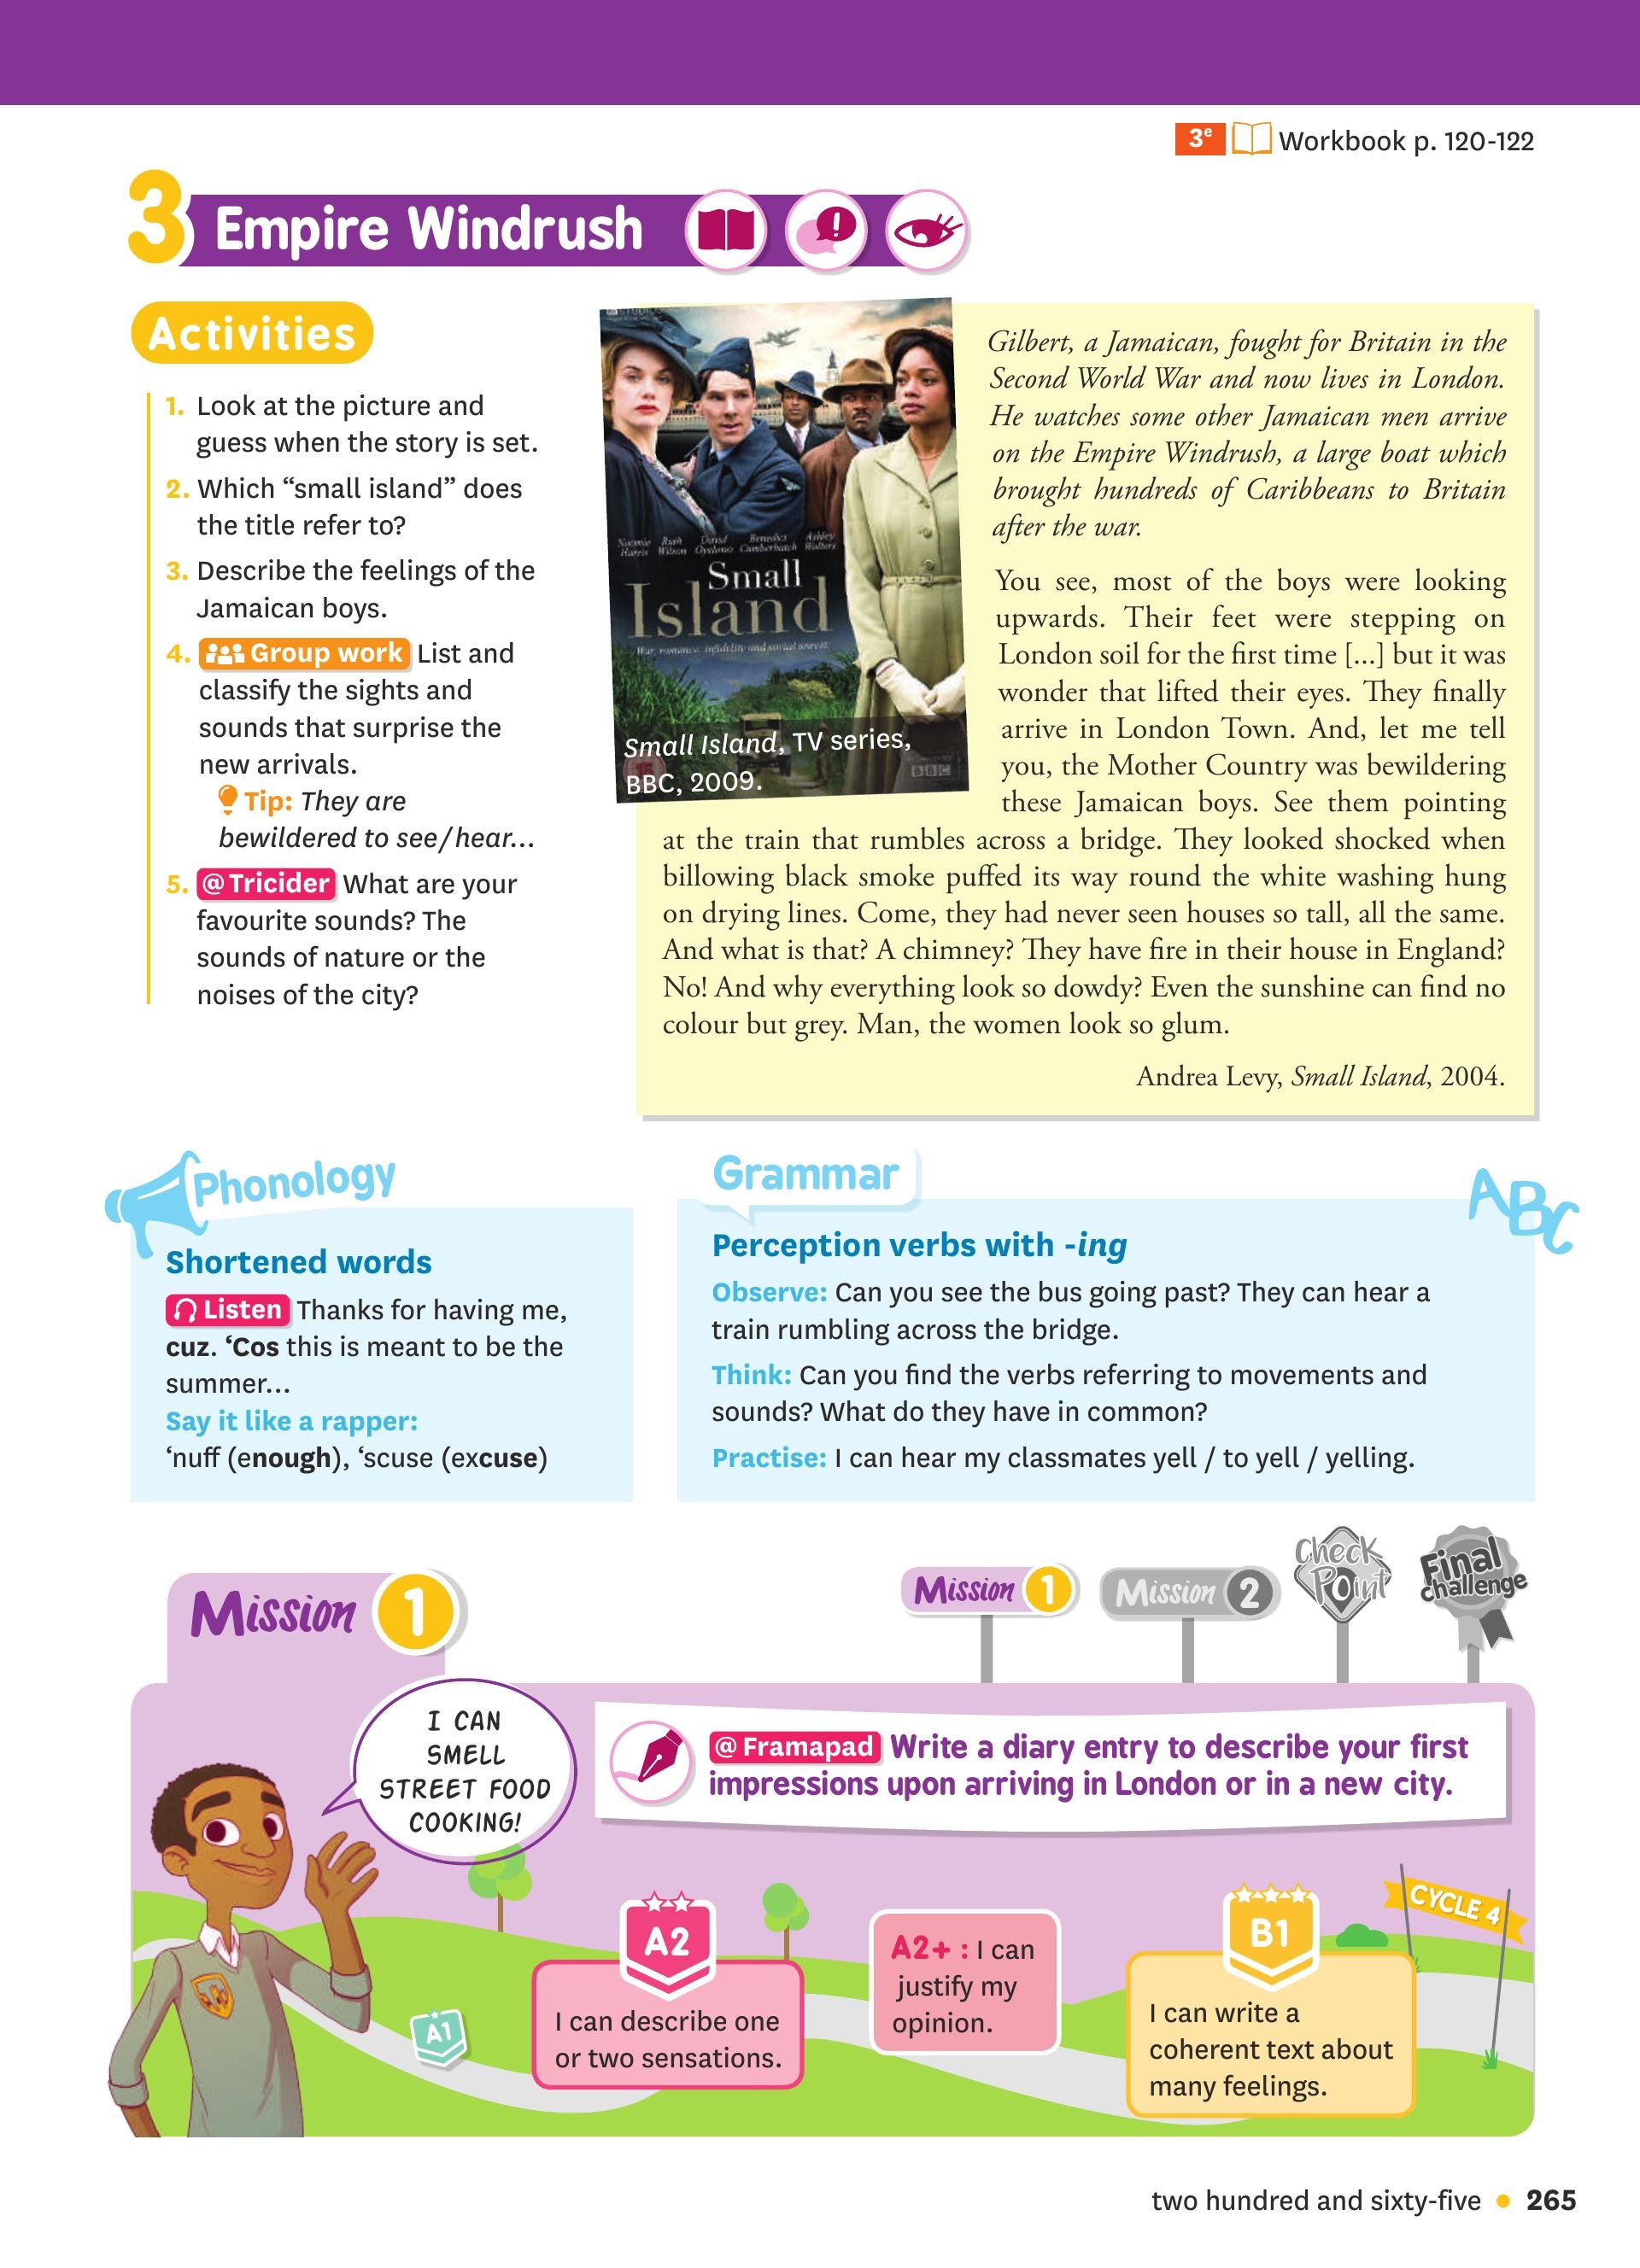 3e Workbook p. 120-122
3 Empire Windrush
Activities
1. Look at the picture and
guess when the story is set.
2. Which “small island” does
the title refer to?
3. Describe the feelings of the
Jamaican boys.
4. Group work List and
classify the sights and
sounds that surprise the
new arrivals.
Tip: They are
bewildered to see/hear...
5. @Tricider What are your
favourite sounds? The
sounds of nature or the
noises of the city?
Naomie Ruth David Benedict Ashley
Harris Wilson Oyelowo Cumberbatch Walters
Small
Island
War, romance, infidelity and social unrest.
BBC
Small Island, TV series,
BBC, 2009.
Gilbert, a Jamaican, fought for Britain in the
Second World War and now lives in London.
He watches some other Jamaican men arrive
on the Empire Windrush, a large boat which
brought hundreds of Caribbeans to Britain
after the war.
You see, most of the boys were looking
upwards. Their feet were stepping on
London soil for the first time [...] but it was
wonder that lifted their eyes. They finally
arrive in London Town. And, let me tell
you, the Mother Country was bewildering
these Jamaican boys. See them pointing
at the train that rumbles across a bridge. They looked shocked when
billowing black smoke puffed its way round the white washing hung
on drying lines. Come, they had never seen houses so tall, all the same.
And what is that? A chimney? They have fire in their house in England?
No! And why everything look so dowdy? Even the sunshine can find no
colour but grey. Man, the women look so glum.
Andrea Levy, Small Island, 2004.
Phonology
Shortened words
Listen Thanks for having me,
cuz. ‘Cos this is meant to be the
summer...
Say it like a rapper:
‘nuff (enough), ‘scuse (excuse)
Grammar
ABC
Perception verbs with -ing
Observe: Can you see the bus going past? They can hear a
train rumbling across the bridge.
Think: Can you find the verbs referring to movements and
sounds? What do they have in common?
Practise: I can hear my classmates yell / to yell / yelling.
Mission 1
Mission 1
Mission 2
Check
Point
Final
challenge
I CAN
SMELL
STREET FOOD
COOKING!
@ Framapad Write a diary entry to describe your first
impressions upon arriving in London or in a new city.
A1
A2
I can describe one
or two sensations.
A2+ : I can
justify my
opinion.
B1
I can write a
coherent text about
many feelings.
CYCLE 4
two hundred and sixty-five • 265